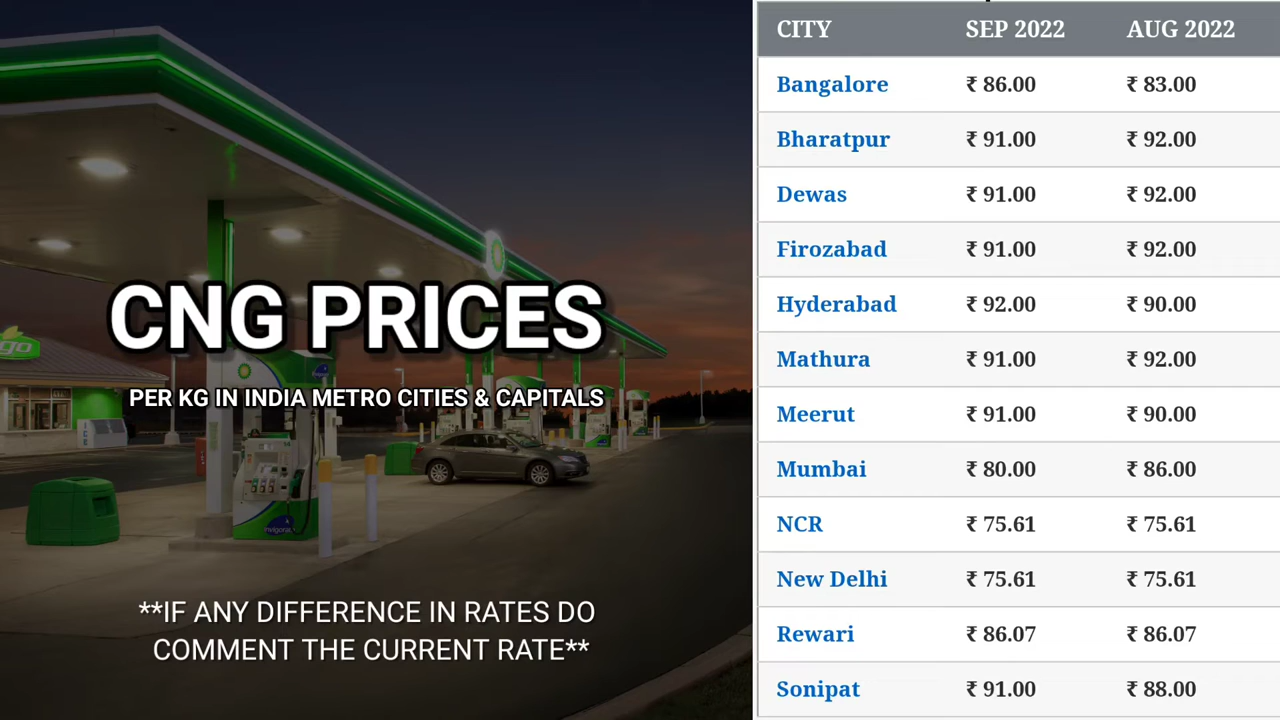 CNG PRICES
PER KG IN INDIA METRO CITIES & CAPITALS
**IF ANY DIFFERENCE IN RATES DO
COMMENT THE CURRENT RATE**
go
invigorate
CITY SEP 2022 AUG 2022
Bangalore ₹ 86.00 ₹ 83.00
Bharatpur ₹ 91.00 ₹ 92.00
Dewas ₹ 91.00 ₹ 92.00
Firozabad ₹ 91.00 ₹ 92.00
Hyderabad ₹ 92.00 ₹ 90.00
Mathura ₹ 91.00 ₹ 92.00
Meerut ₹ 91.00 ₹ 90.00
Mumbai ₹ 80.00 ₹ 86.00
NCR ₹ 75.61 ₹ 75.61
New Delhi ₹ 75.61 ₹ 75.61
Rewari ₹ 86.07 ₹ 86.07
Sonipat ₹ 91.00 ₹ 88.00